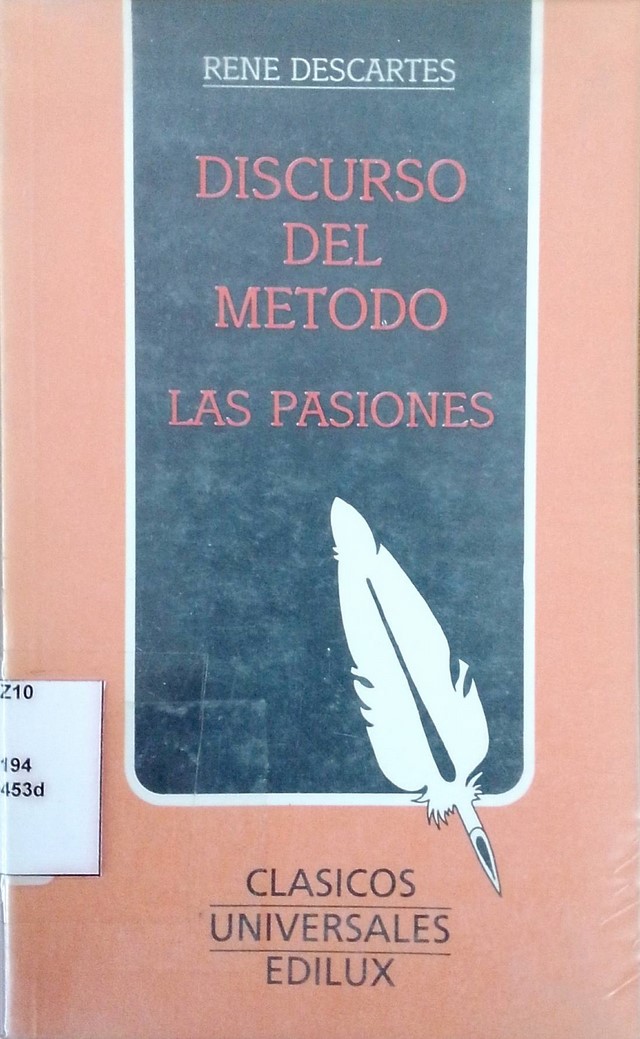 RENE DESCARTES
DISCURSO
DEL
METODO
LAS PASIONES
Z10
194
453d
CLASICOS
UNIVERSALES
EDILUX